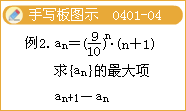 手写板图示 0401-04
例2. aₙ=(9/10)ⁿ·(n+1)
求{aₙ}的最大项
aₙ₊₁-aₙ